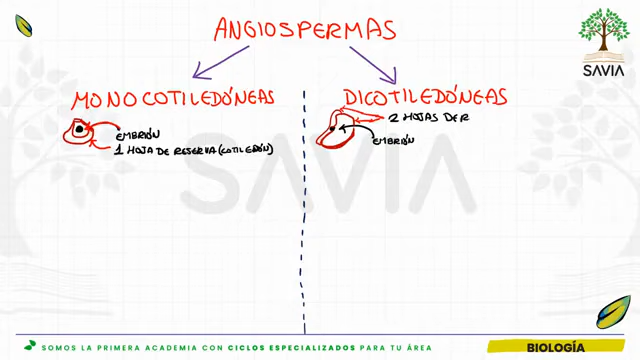 ANGIOSPERMAS
SAVIA
MONOCOTILEDÓNEAS
EMBRIÓN
1 HOJA DE RESERVA (COTILEDÓN)
DICOTILEDÓNEAS
2 HOJAS DE R
EMBRIÓN
SAVIA
SOMOS LA PRIMERA ACADEMIA CON CICLOS ESPECIALIZADOS PARA TU ÁREA
BIOLOGÍA